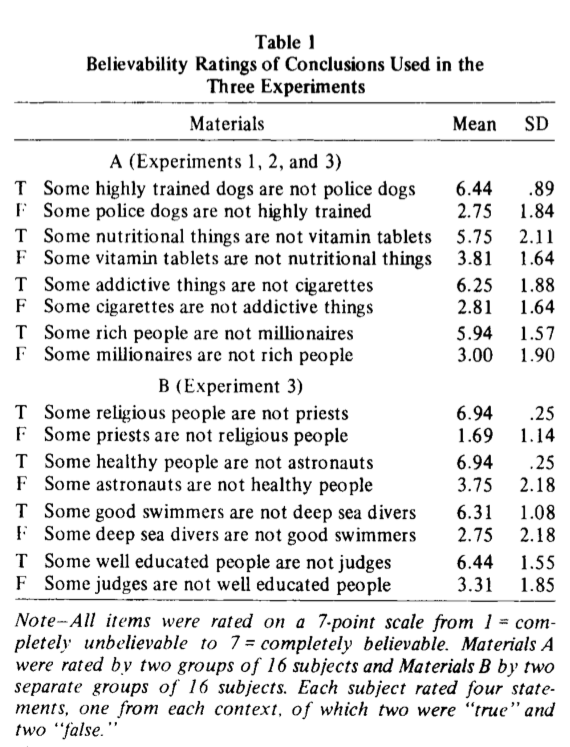 Table 1
Believability Ratings of Conclusions Used in the
Three Experiments
Materials Mean SD
A (Experiments 1, 2, and 3)
T Some highly trained dogs are not police dogs 6.44 .89
F Some police dogs are not highly trained 2.75 1.84
T Some nutritional things are not vitamin tablets 5.75 2.11
F Some vitamin tablets are not nutritional things 3.81 1.64
T Some addictive things are not cigarettes 6.25 1.88
F Some cigarettes are not addictive things 2.81 1.64
T Some rich people are not millionaires 5.94 1.57
F Some millionaires are not rich people 3.00 1.90
B (Experiment 3)
T Some religious people are not priests 6.94 .25
F Some priests are not religious people 1.69 1.14
T Some healthy people are not astronauts 6.94 .25
F Some astronauts are not healthy people 3.75 2.18
T Some good swimmers are not deep sea divers 6.31 1.08
F Some deep sea divers are not good swimmers 2.75 2.18
T Some well educated people are not judges 6.44 1.55
F Some judges are not well educated people 3.31 1.85
Note—All items were rated on a 7-point scale from 1 = com-
pletely unbelievable to 7 = completely believable. Materials A
were rated by two groups of 16 subjects and Materials B by two
separate groups of 16 subjects. Each subject rated four state-
ments, one from each context, of which two were "true" and
two "false."